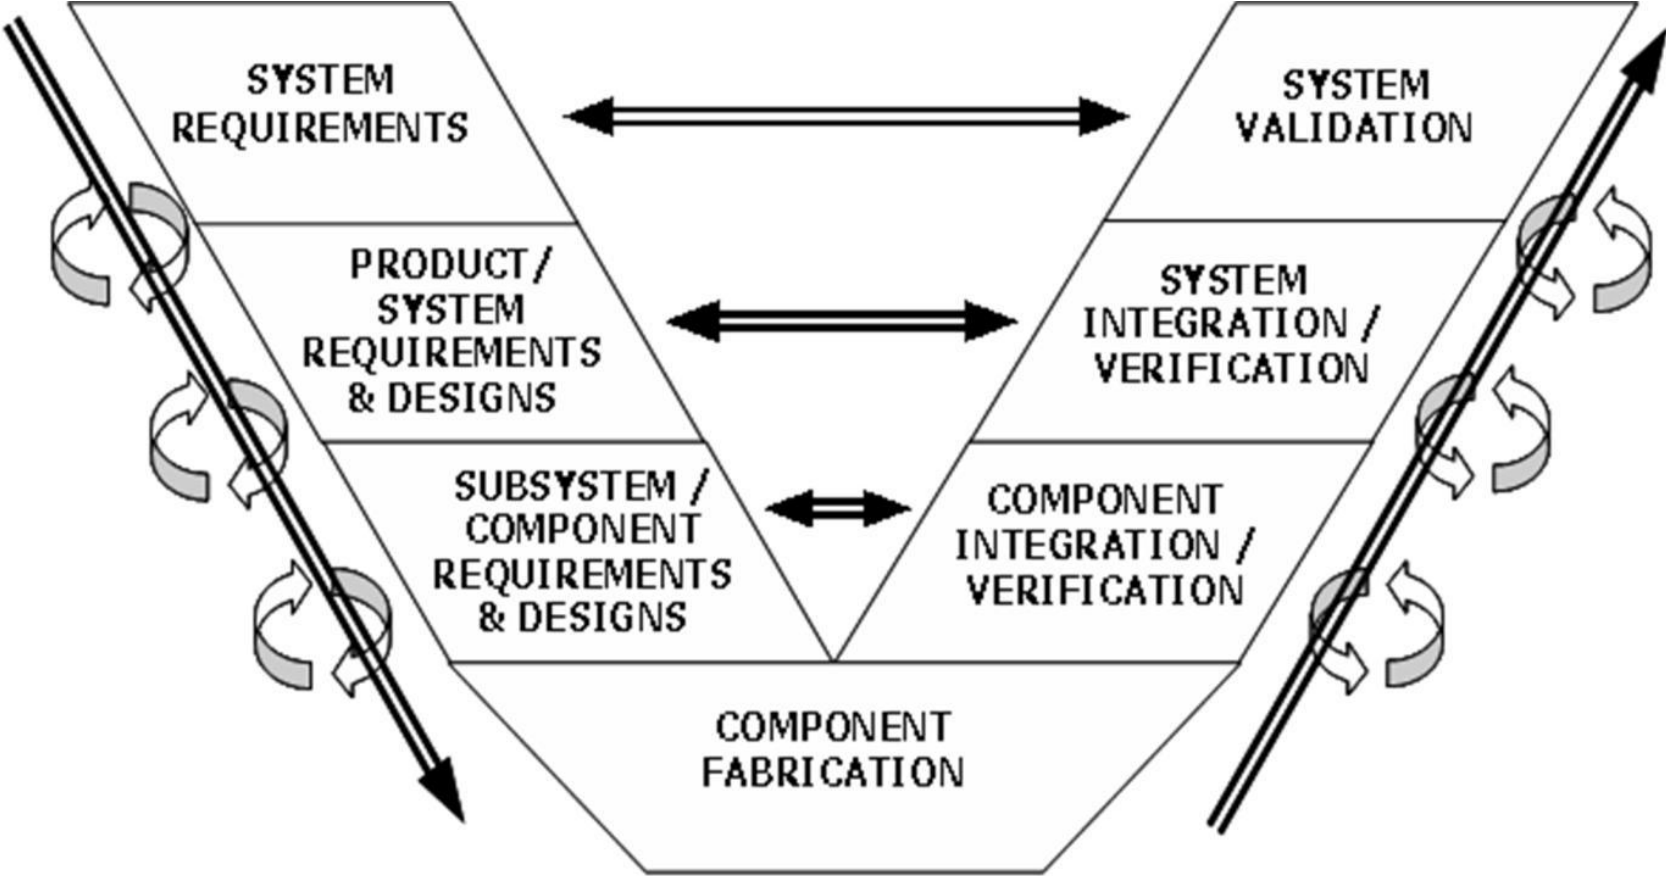 SYSTEM
REQUIREMENTS
SYSTEM
VALIDATION
PRODUCT/
SYSTEM
REQUIREMENTS
& DESIGNS
SYSTEM
INTEGRATION /
VERIFICATION
SUBSYSTEM /
COMPONENT
REQUIREMENTS
& DESIGNS
COMPONENT
INTEGRATION /
VERIFICATION
COMPONENT
FABRICATION